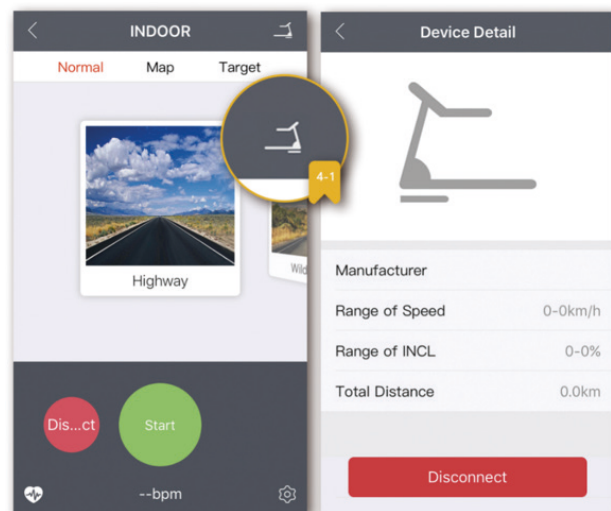 INDOOR
Normal Map Target
4-1
Highway
Wild
Dis...ct
Start
--bpm
Device Detail
Manufacturer
Range of Speed 0-0km/h
Range of INCL 0-0%
Total Distance 0.0km
Disconnect